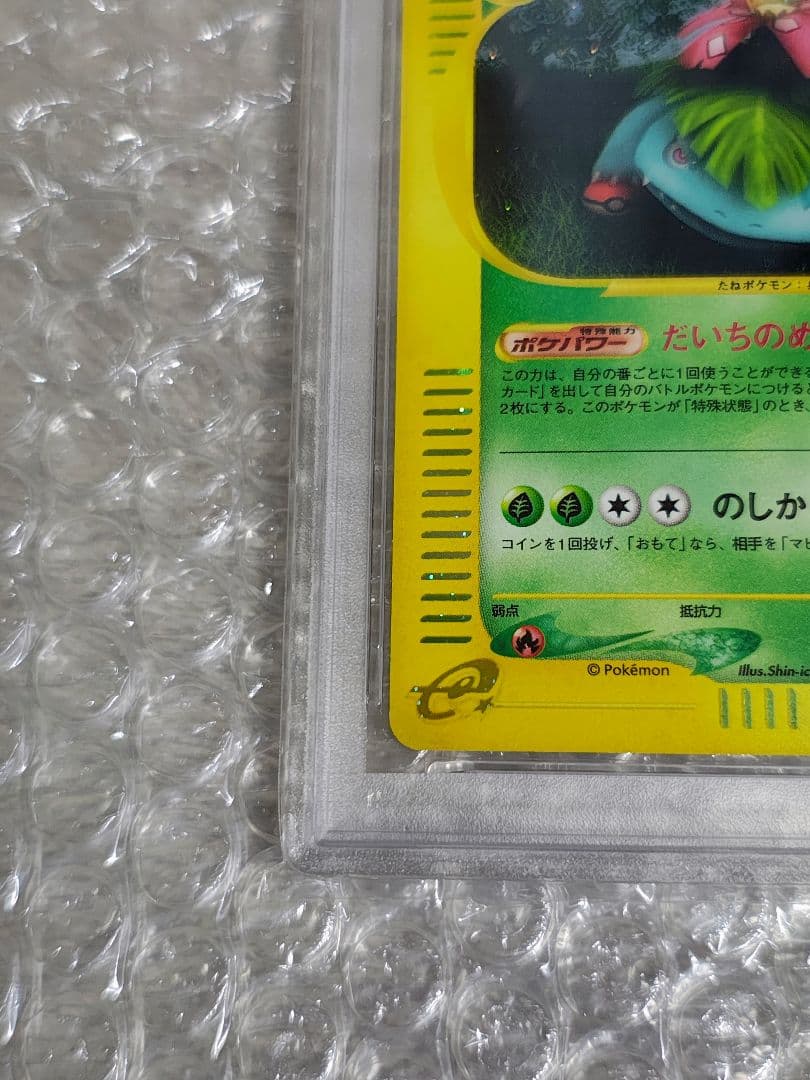 たねポケモン：
特殊能力
ポケパワー だいちのめ
この力は、自分の番ごとに1回使うことができる
カード」を出して自分のバトルポケモンにつけると
2枚にする。このポケモンが「特殊状態」のとき、
のしか
コインを1回投げ、「おもて」なら、相手を「マヒ
弱点 抵抗力
© Pokémon Illus.Shin-ic
e